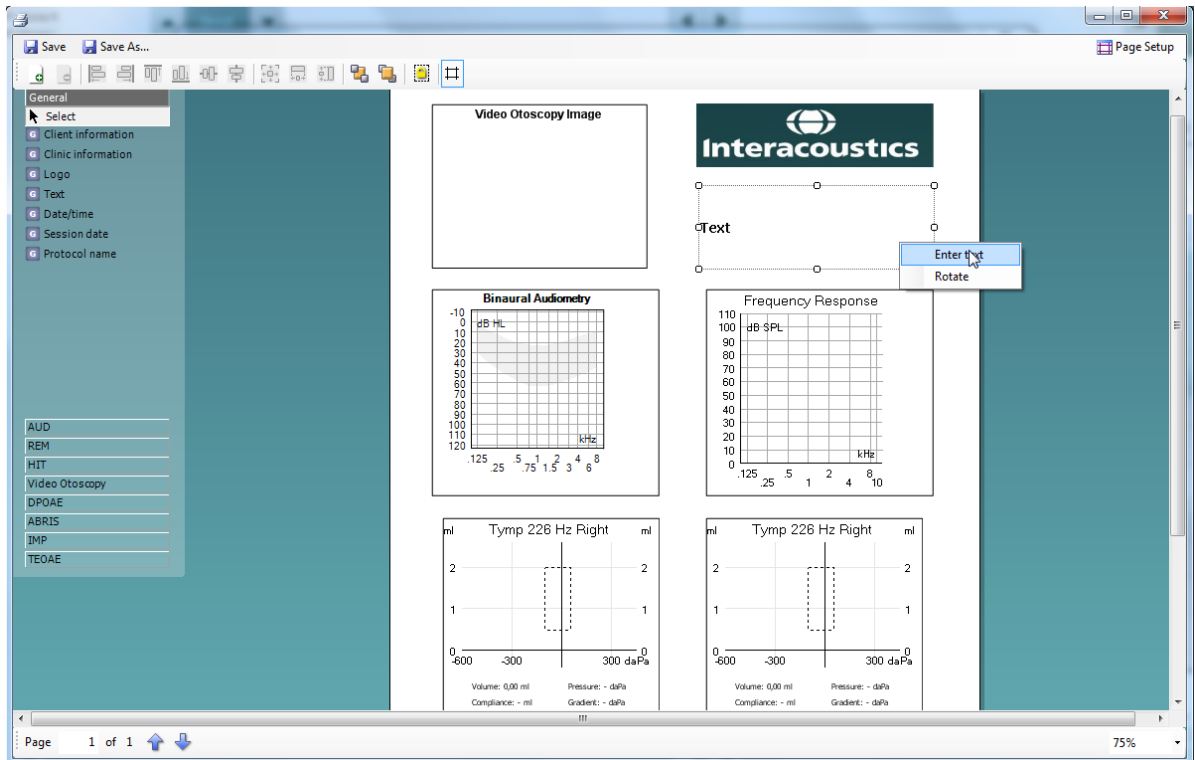 Save Save As... Page Setup
General
Select
Client information
Clinic information
Logo
Text
Date/time
Session date
Protocol name
AUD
REM
HIT
Video Otoscopy
DPOAE
ABRIS
IMP
TEOAE
Video Otoscopy Image
Interacoustics
Text
Enter text
Rotate
Binaural Audiometry
-10
0 dB HL
10
20
30
40
50
60
70
80
90
100
110 kHz
120
.125 .5 1 2 4 8
.25 .75 1.5 3 6
Frequency Response
110
100 dB SPL
90
80
70
60
50
40
30
20
10 kHz
0
.125 .5 2 8
.25 1 4 10
ml Tymp 226 Hz Right ml
2 2
1 1
0 0
-600 -300 300 daPa
Volume: 0,00 ml Pressure: - daPa
Compliance: - ml Gradient: - daPa
ml Tymp 226 Hz Right ml
2 2
1 1
0 0
-600 -300 300 daPa
Volume: 0,00 ml Pressure: - daPa
Compliance: - ml Gradient: - daPa
Page 1 of 1 75%